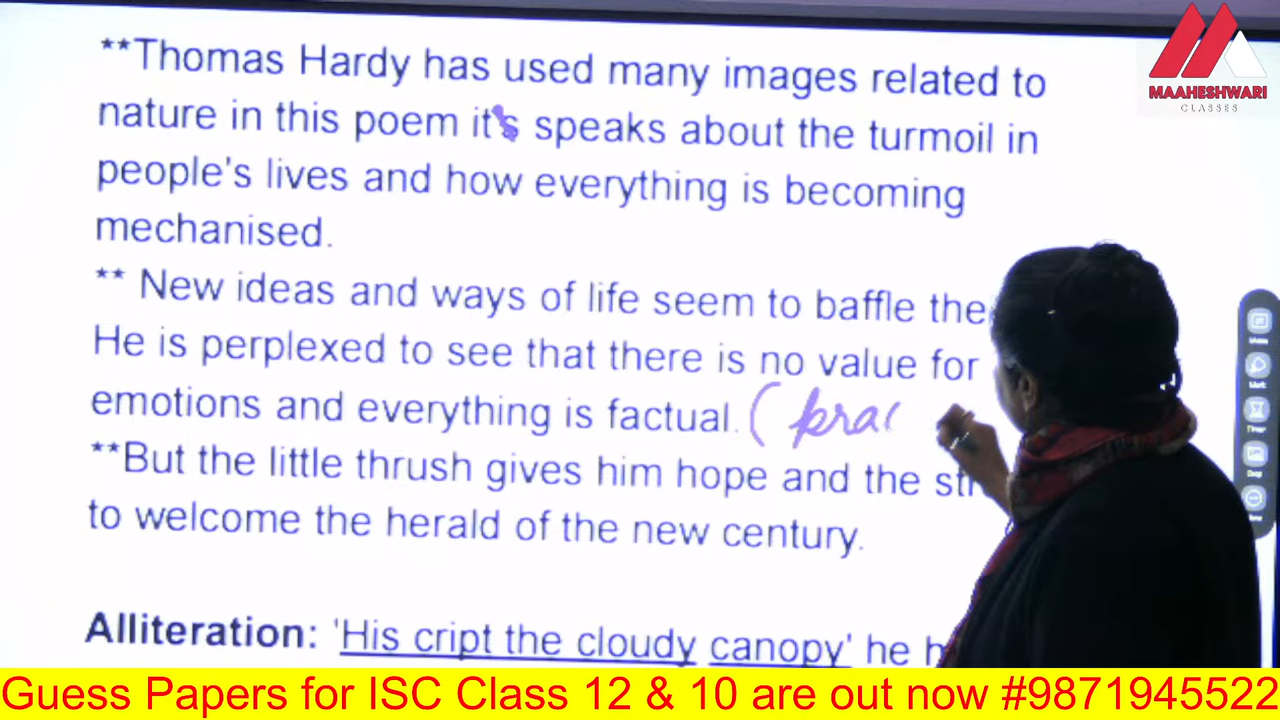 **Thomas Hardy has used many images related to
MAAHESHWARI
CLASSES
nature in this poem it's speaks about the turmoil in
people's lives and how everything is becoming
mechanised.
** New ideas and ways of life seem to baffle the
He is perplexed to see that there is no value for
emotions and everything is factual. ( prac
**But the little thrush gives him hope and the
to welcome the herald of the new century.
Alliteration: 'His cript the cloudy canopy' he
Guess Papers for ISC Class 12 & 10 are out now #9871945522